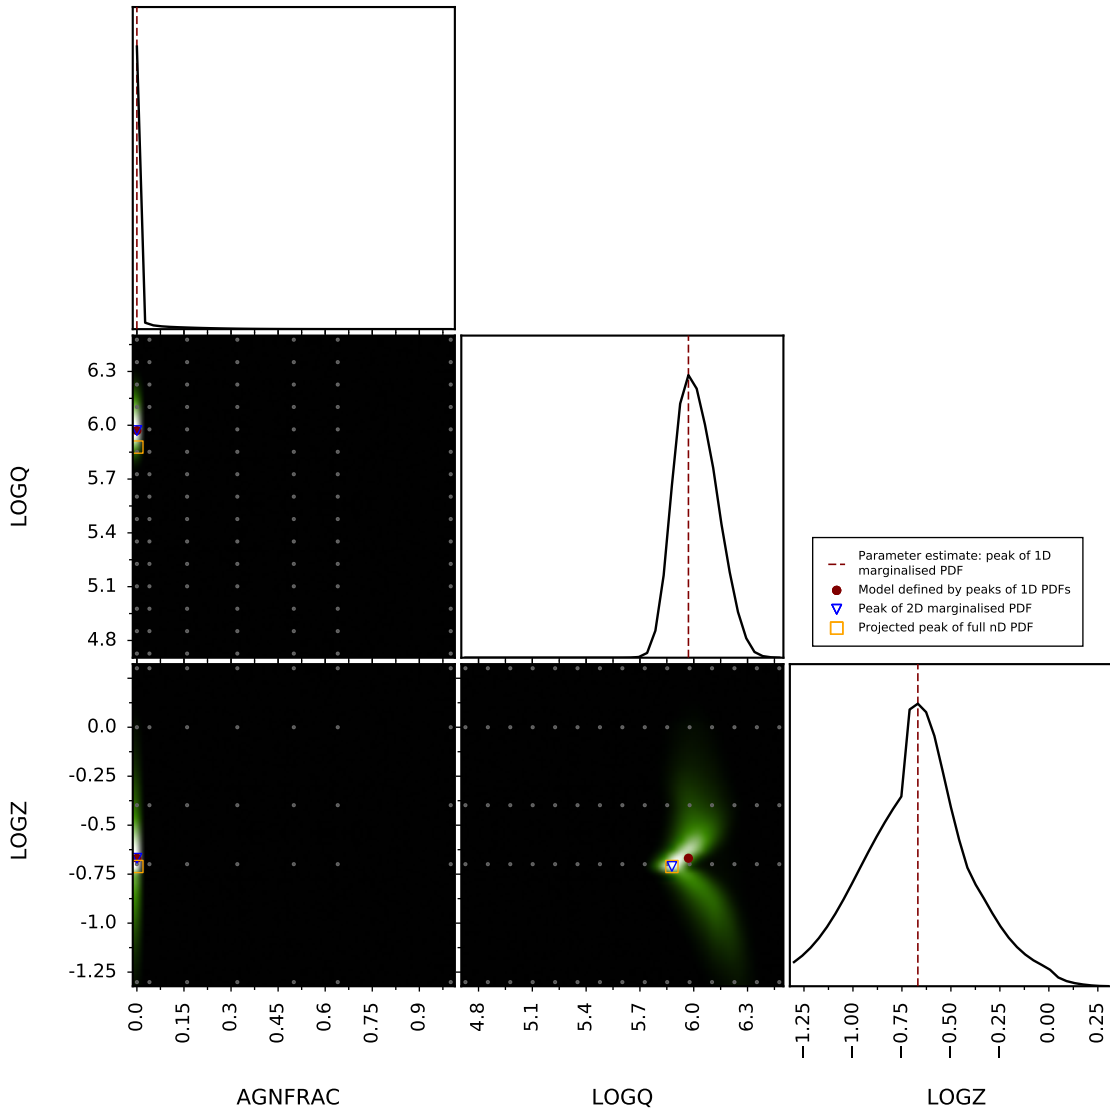 6.3
6.0
5.7
5.4
5.1
4.8
LOGQ
Parameter estimate: peak of 1D
marginalised PDF
Model defined by peaks of 1D PDFs
Peak of 2D marginalised PDF
Projected peak of full nD PDF
0.0
-0.25
-0.5
-0.75
-1.0
-1.25
LOGZ
0.0 0.15 0.3 0.45 0.6 0.75 0.9
4.8 5.1 5.4 5.7 6.0 6.3
−1.25 −1.00 −0.75 −0.50 −0.25 0.00 0.25
AGNFRAC LOGQ LOGZ